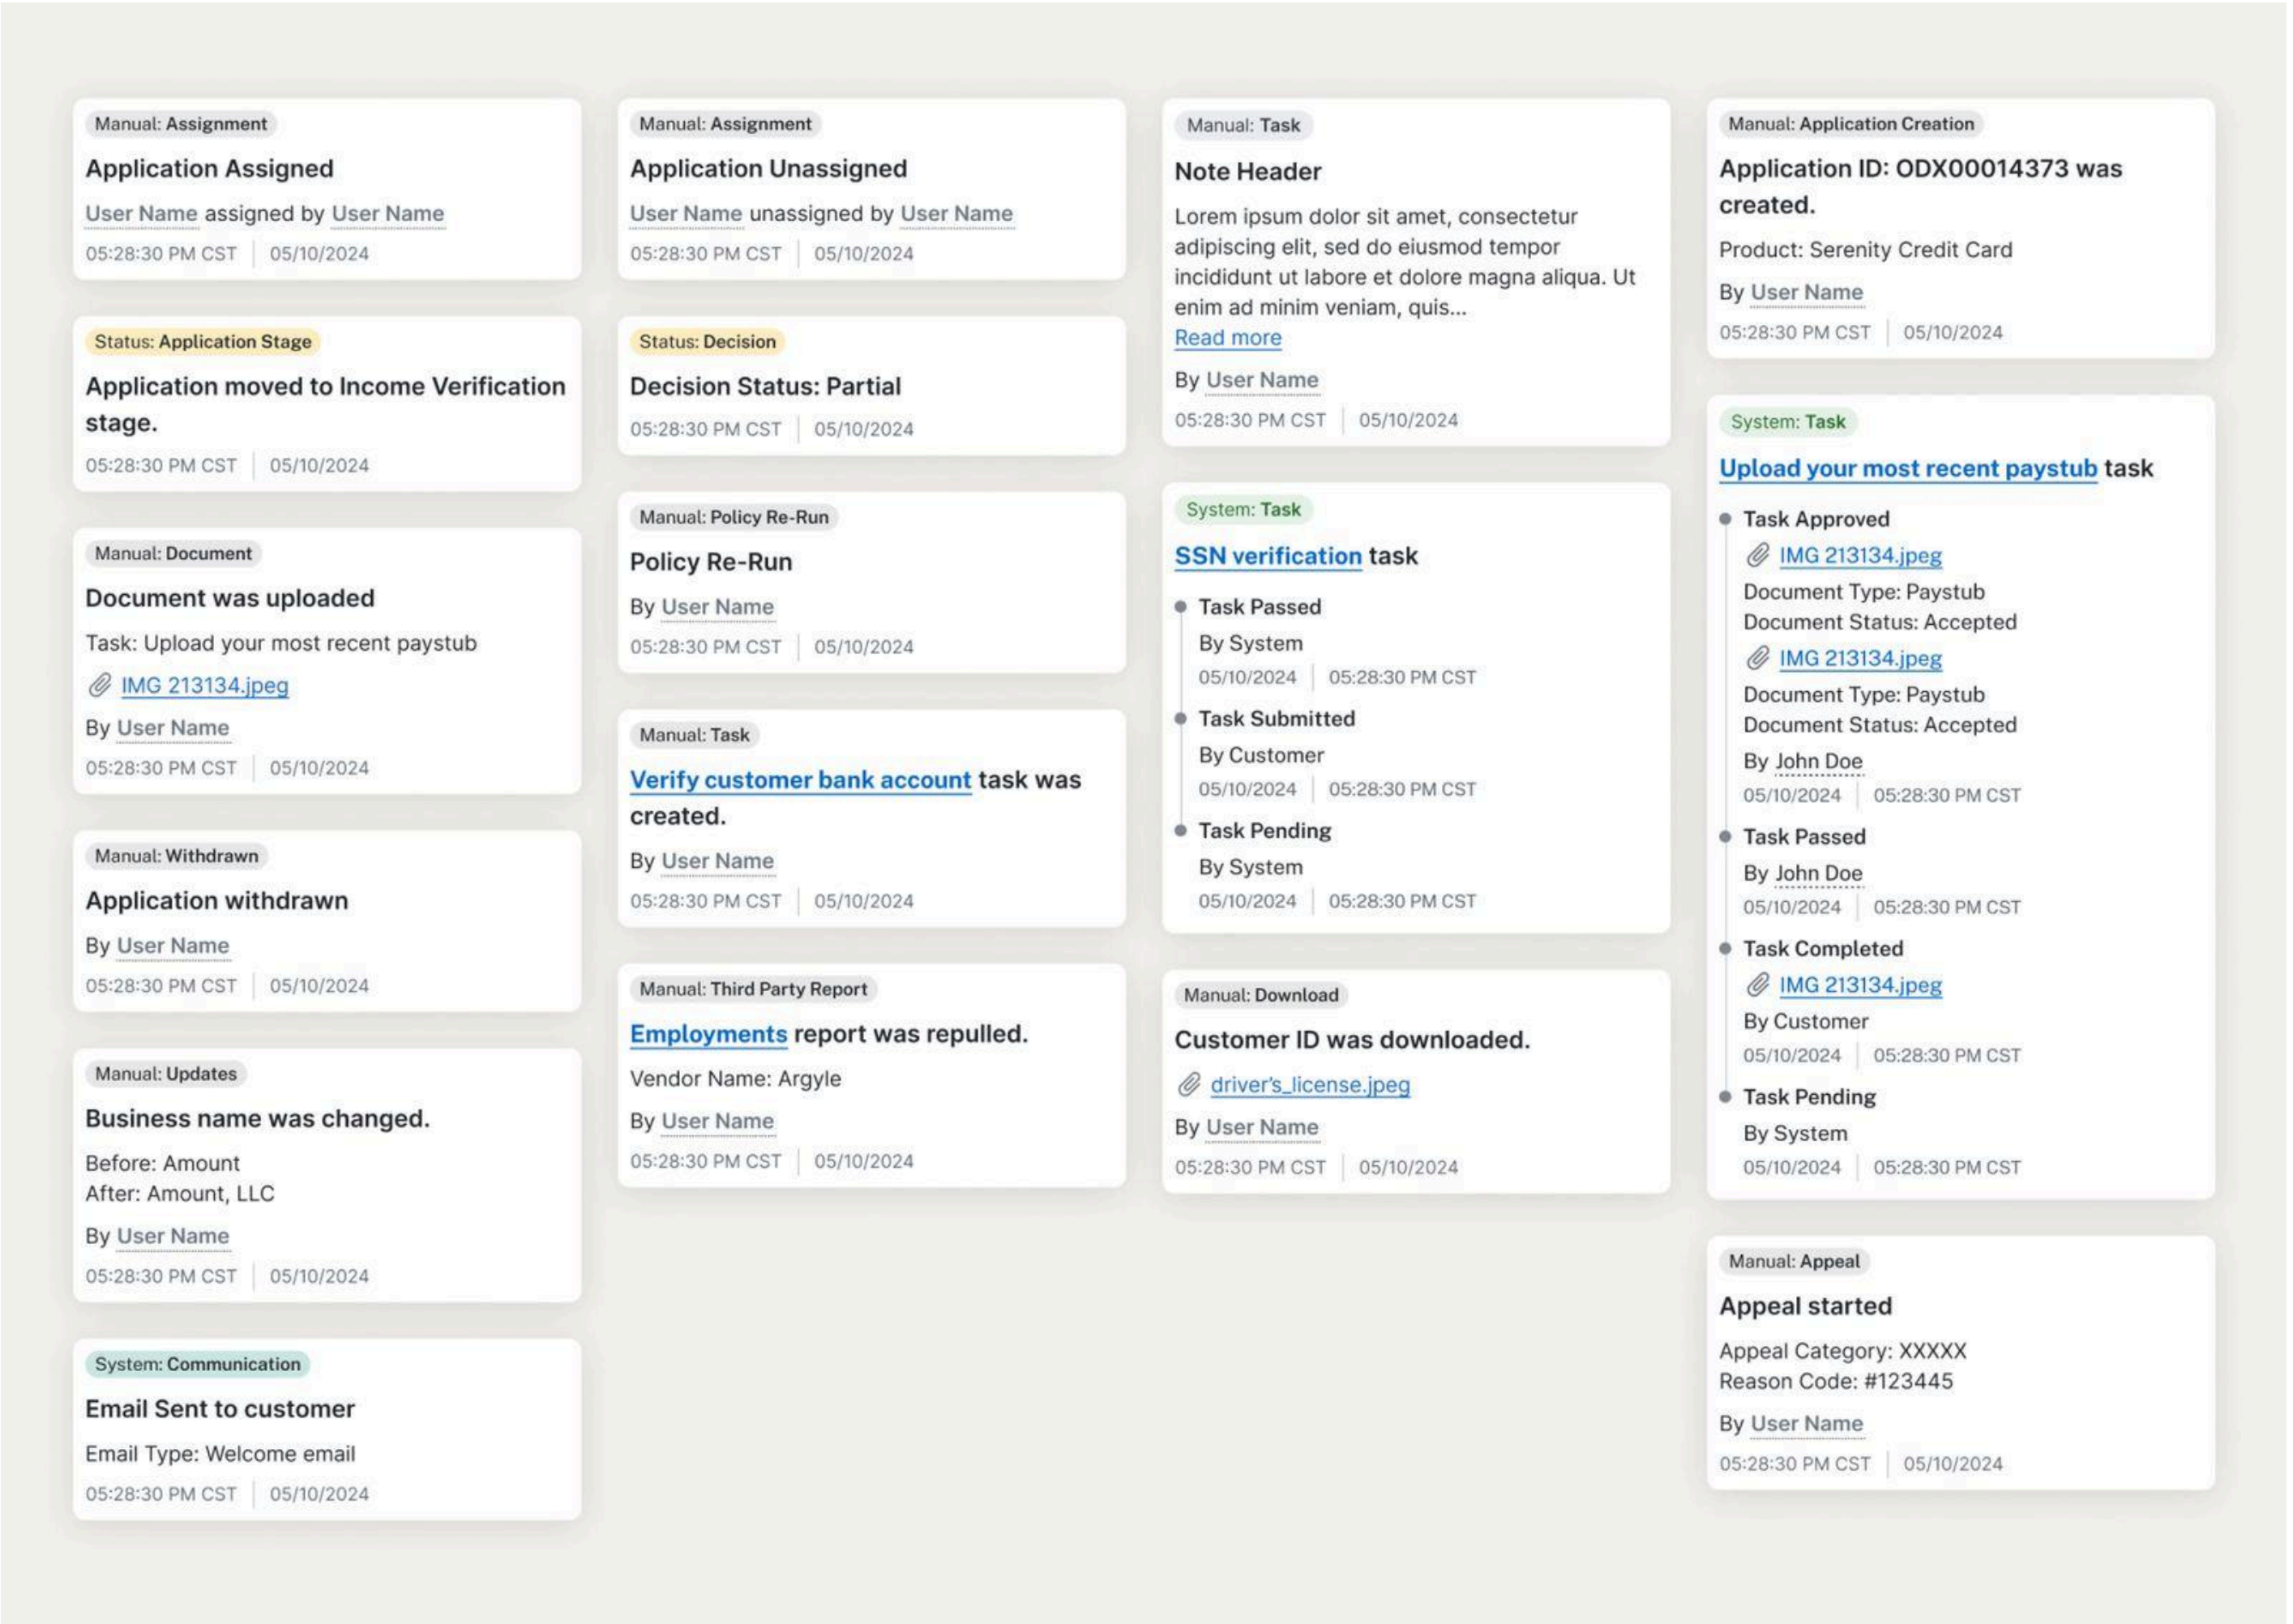 Manual: Assignment
Application Assigned
User Name assigned by User Name
05:28:30 PM CST | 05/10/2024
Status: Application Stage
Application moved to Income Verification
stage.
05:28:30 PM CST | 05/10/2024
Manual: Document
Document was uploaded
Task: Upload your most recent paystub
IMG 213134.jpeg
By User Name
05:28:30 PM CST | 05/10/2024
Manual: Withdrawn
Application withdrawn
By User Name
05:28:30 PM CST | 05/10/2024
Manual: Updates
Business name was changed.
Before: Amount
After: Amount, LLC
By User Name
05:28:30 PM CST | 05/10/2024
System: Communication
Email Sent to customer
Email Type: Welcome email
05:28:30 PM CST | 05/10/2024
Manual: Assignment
Application Unassigned
User Name unassigned by User Name
05:28:30 PM CST | 05/10/2024
Status: Decision
Decision Status: Partial
05:28:30 PM CST | 05/10/2024
Manual: Policy Re-Run
Policy Re-Run
By User Name
05:28:30 PM CST | 05/10/2024
Manual: Task
Verify customer bank account task was
created.
By User Name
05:28:30 PM CST | 05/10/2024
Manual: Third Party Report
Employments report was repulled.
Vendor Name: Argyle
By User Name
05:28:30 PM CST | 05/10/2024
Manual: Task
Note Header
Lorem ipsum dolor sit amet, consectetur
adipiscing elit, sed do eiusmod tempor
incididunt ut labore et dolore magna aliqua. Ut
enim ad minim veniam, quis...
Read more
By User Name
05:28:30 PM CST | 05/10/2024
System: Task
SSN verification task
Task Passed
By System
05/10/2024 | 05:28:30 PM CST
Task Submitted
By Customer
05/10/2024 | 05:28:30 PM CST
Task Pending
By System
05/10/2024 | 05:28:30 PM CST
Manual: Download
Customer ID was downloaded.
driver's_license.jpeg
By User Name
05:28:30 PM CST | 05/10/2024
Manual: Application Creation
Application ID: ODX00014373 was
created.
Product: Serenity Credit Card
By User Name
05:28:30 PM CST | 05/10/2024
System: Task
Upload your most recent paystub task
Task Approved
IMG 213134.jpeg
Document Type: Paystub
Document Status: Accepted
IMG 213134.jpeg
Document Type: Paystub
Document Status: Accepted
By John Doe
05/10/2024 | 05:28:30 PM CST
Task Passed
By John Doe
05/10/2024 | 05:28:30 PM CST
Task Completed
IMG 213134.jpeg
By Customer
05/10/2024 | 05:28:30 PM CST
Task Pending
By System
05/10/2024 | 05:28:30 PM CST
Manual: Appeal
Appeal started
Appeal Category: XXXXX
Reason Code: #123445
By User Name
05:28:30 PM CST | 05/10/2024